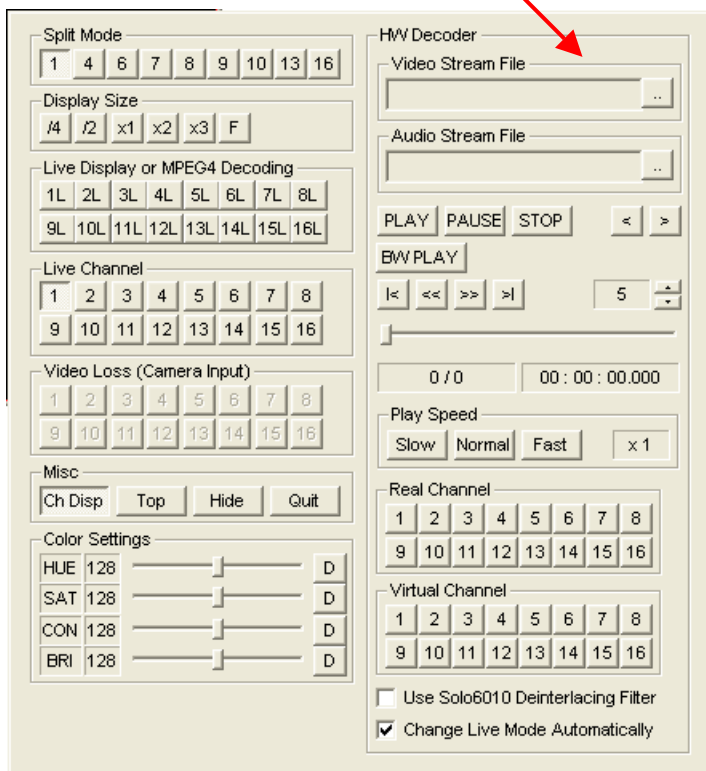 Split Mode
1 4 6 7 8 9 10 13 16
Display Size
/4 /2 x1 x2 x3 F
Live Display or MPEG4 Decoding
1L 2L 3L 4L 5L 6L 7L 8L
9L 10L 11L 12L 13L 14L 15L 16L
Live Channel
1 2 3 4 5 6 7 8
9 10 11 12 13 14 15 16
Video Loss (Camera Input)
1 2 3 4 5 6 7 8
9 10 11 12 13 14 15 16
Misc
Ch Disp Top Hide Quit
Color Settings
HUE 128 D
SAT 128 D
CON 128 D
BRI 128 D
HW Decoder
Video Stream File
..
Audio Stream File
..
PLAY PAUSE STOP < >
BW PLAY
|< << >> >| 5
0 / 0 00 : 00 : 00.000
Play Speed
Slow Normal Fast x 1
Real Channel
1 2 3 4 5 6 7 8
9 10 11 12 13 14 15 16
Virtual Channel
1 2 3 4 5 6 7 8
9 10 11 12 13 14 15 16
Use Solo6010 Deinterlacing Filter
Change Live Mode Automatically